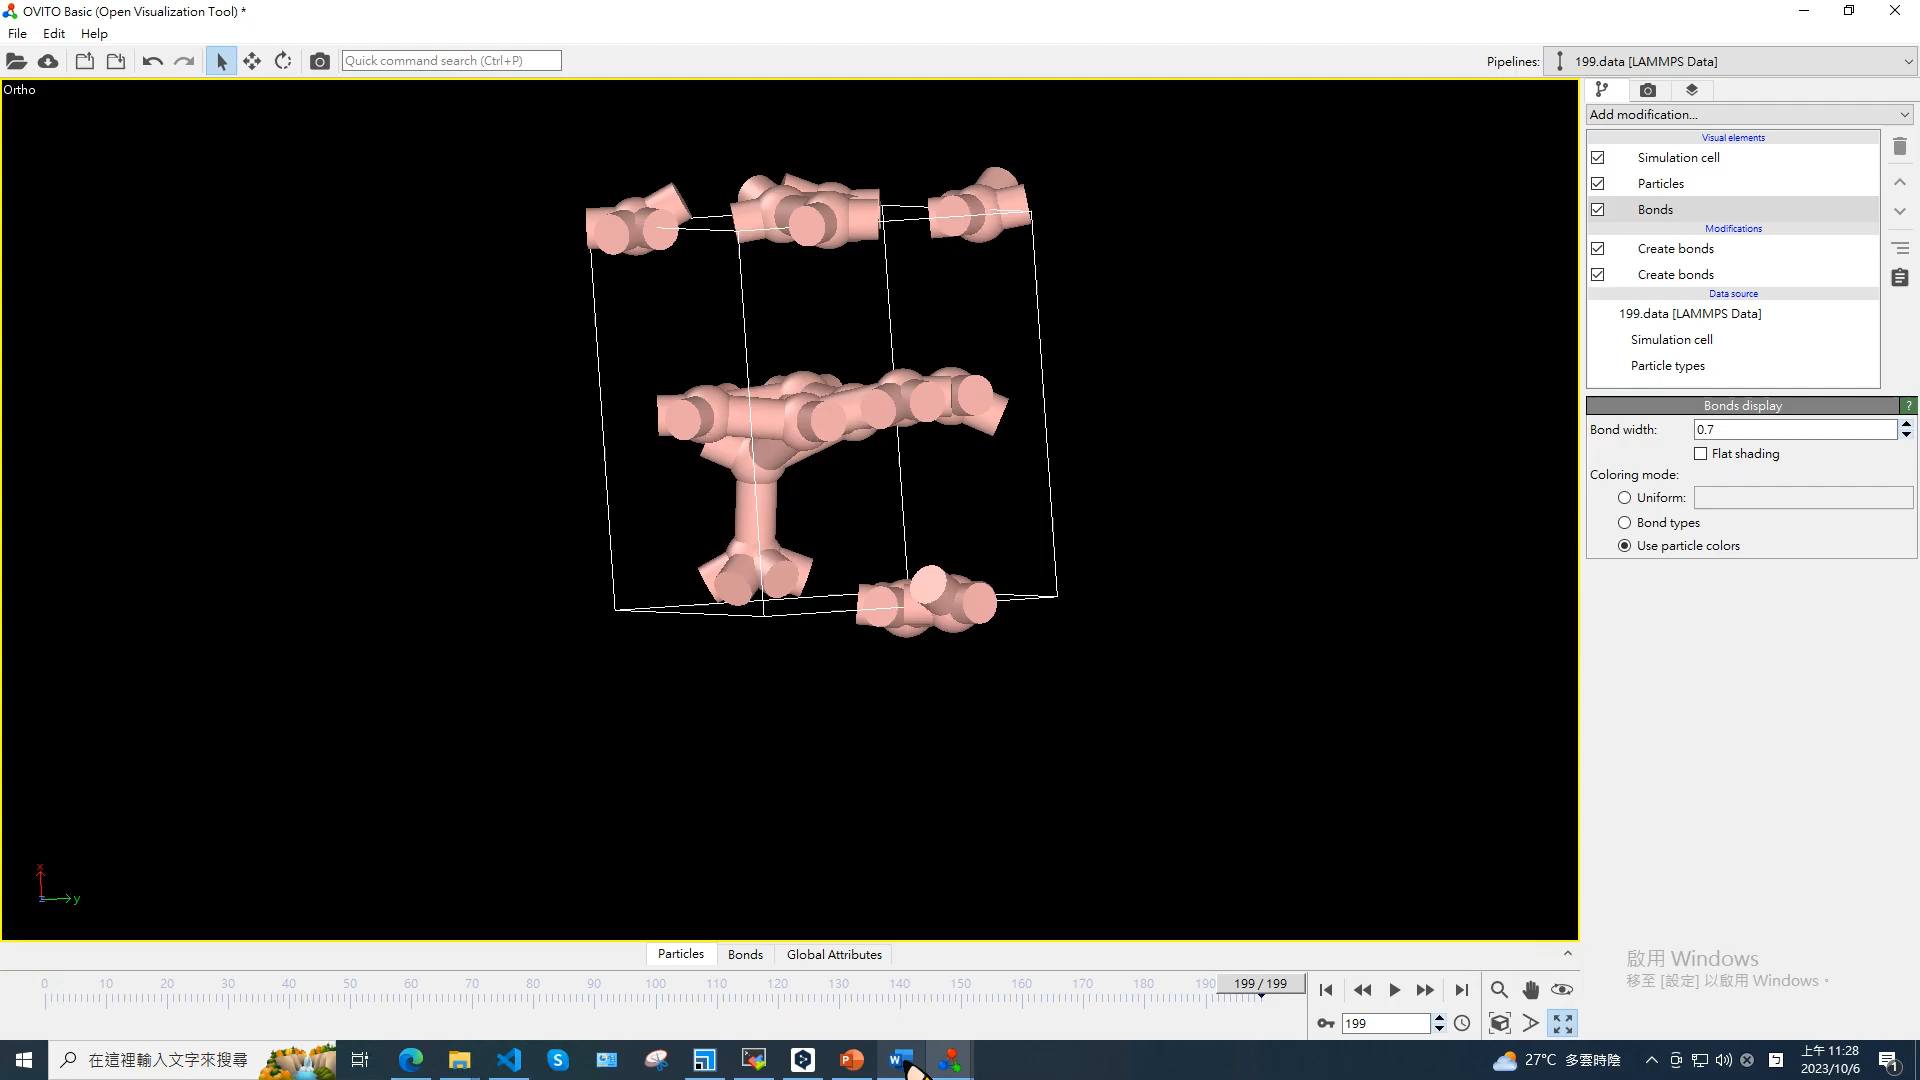 OVITO Basic (Open Visualization Tool) *
File Edit Help
Quick command search (Ctrl+P)
Pipelines: 199.data [LAMMPS Data]
Ortho
Add modification...
Visual elements
Simulation cell
Particles
Bonds
Modifications
Create bonds
Create bonds
Data source
199.data [LAMMPS Data]
Simulation cell
Particle types
Bonds display ?
Bond width: 0.7
Flat shading
Coloring mode:
Uniform:
Bond types
Use particle colors
x
z y
啟用 Windows
移至 [設定] 以啟用 Windows。
Particles Bonds Global Attributes
0 10 20 30 40 50 60 70 80 90 100 110 120 130 140 150 160 170 180 190 199 / 199
199
在這裡輸入文字來搜尋
27°C 多雲時陰
上午 11:28
2023/10/6
1